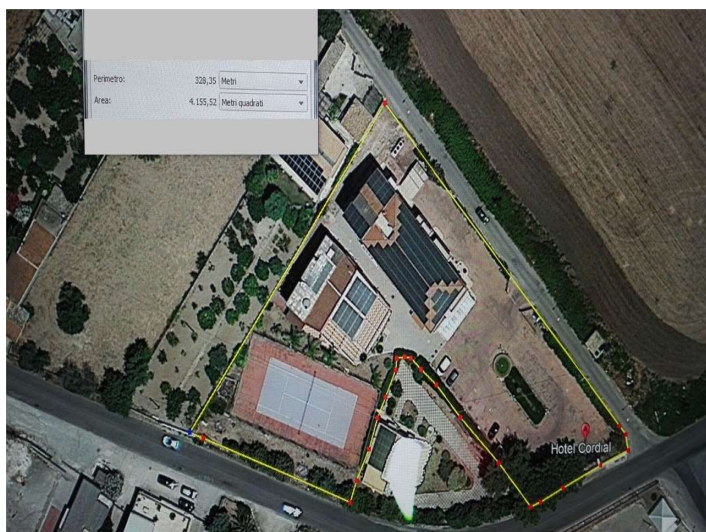 Perimetro: 328,35 Metri
Area: 4.155,52 Metri quadrati
Hotel Cordial